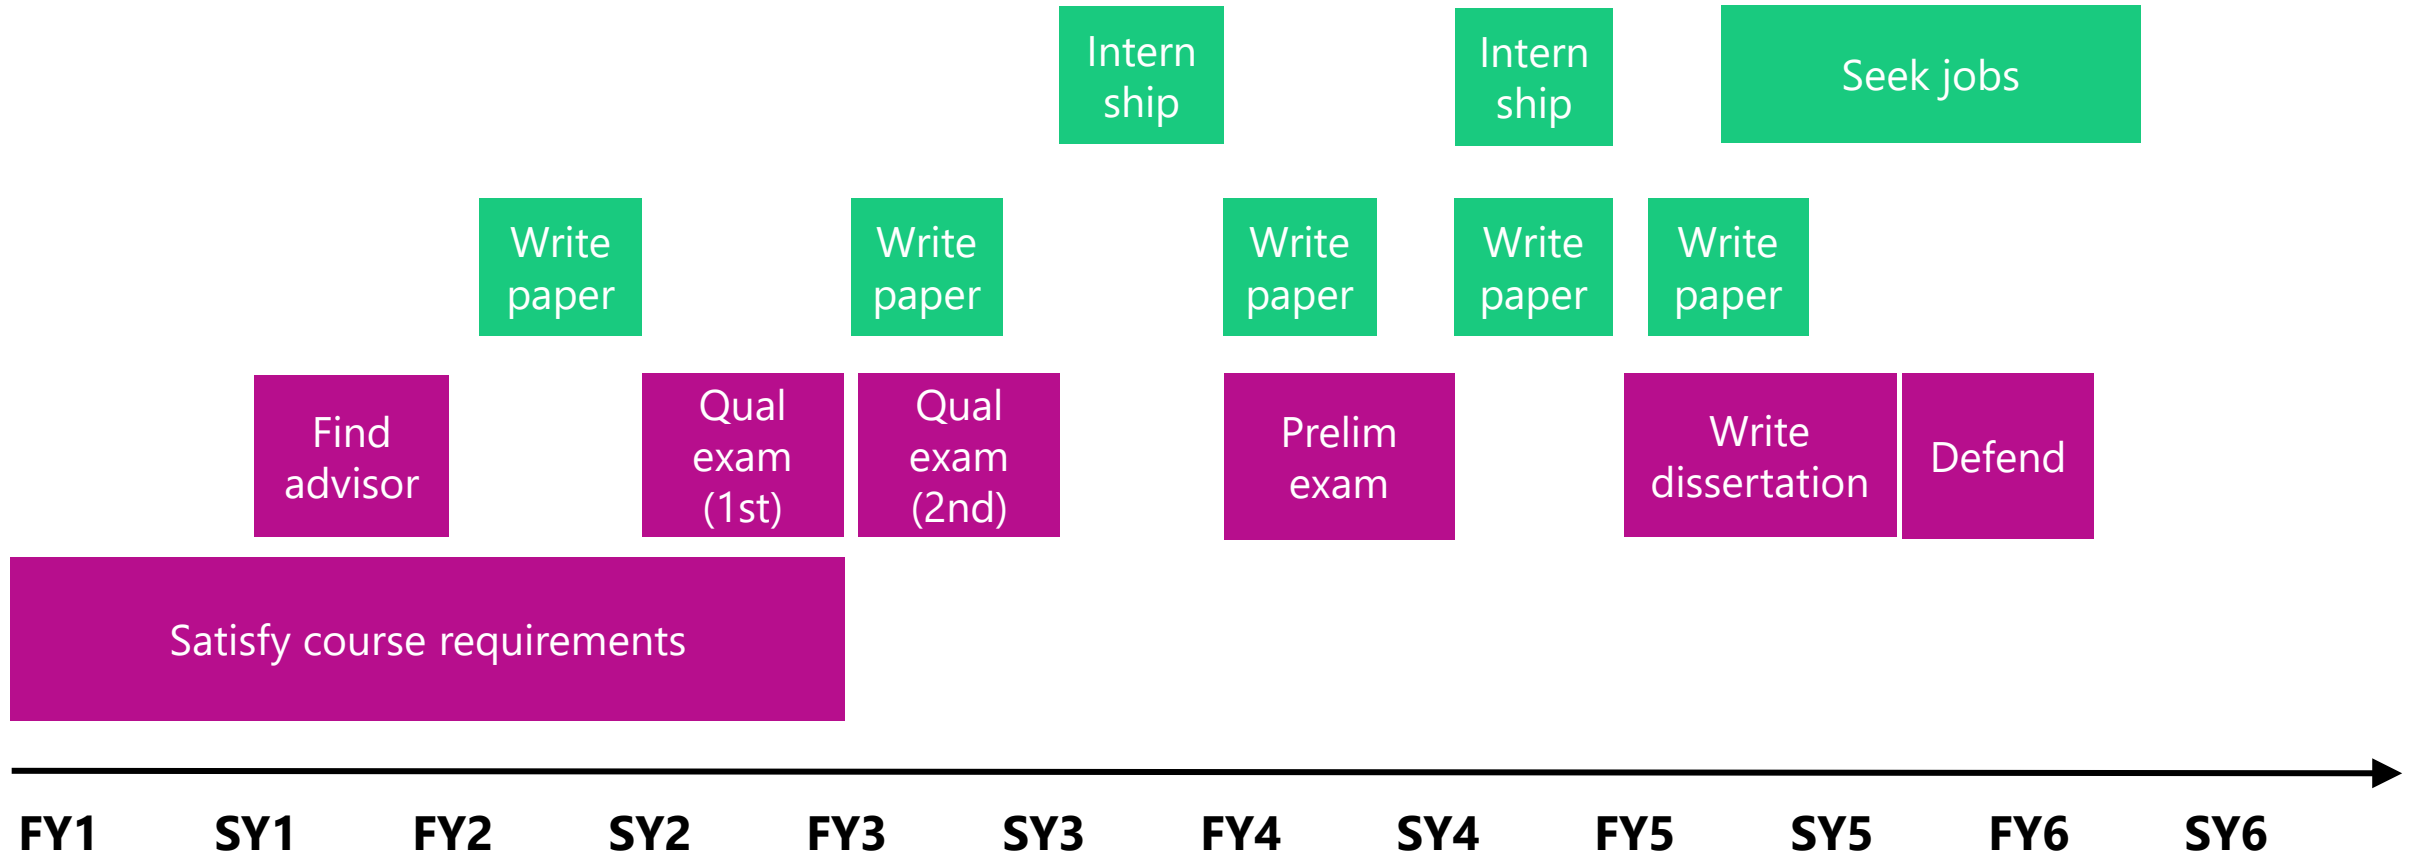 Intern
ship
Intern
ship
Seek jobs
Write
paper
Write
paper
Write
paper
Write
paper
Write
paper
Find
advisor
Qual
exam
(1st)
Qual
exam
(2nd)
Prelim
exam
Write
dissertation
Defend
Satisfy course requirements
FY1 SY1 FY2 SY2 FY3 SY3 FY4 SY4 FY5 SY5 FY6 SY6